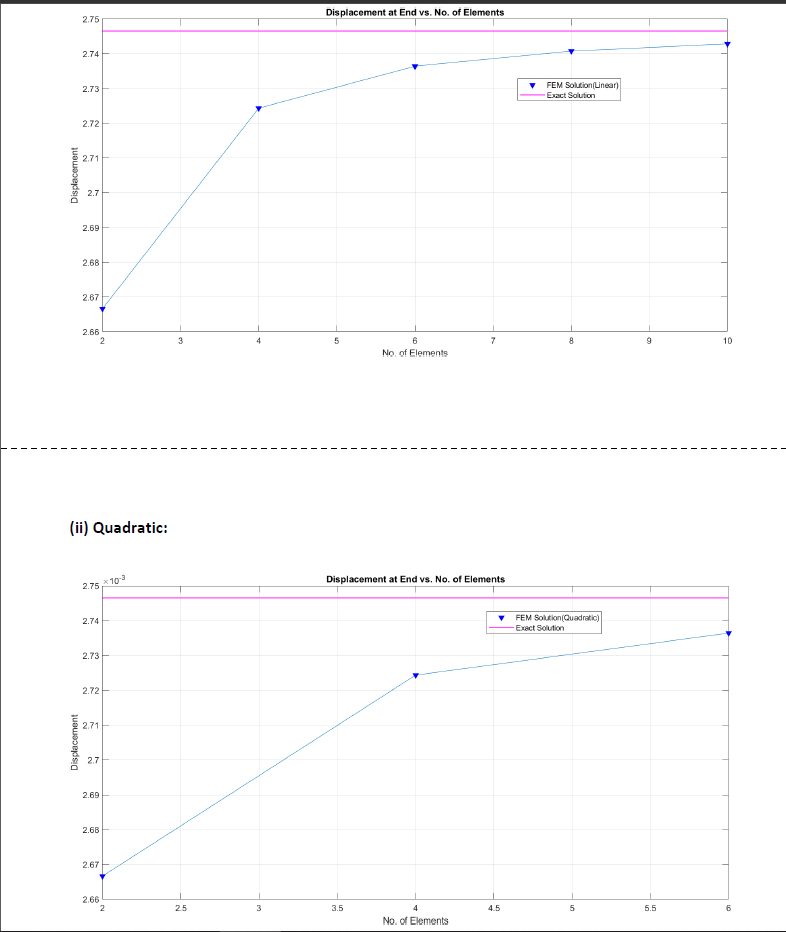 Displacement at End vs. No. of Elements
2.75
2.74
2.73
2.72
2.71
2.7
2.69
2.68
2.67
2.66
Displacement
FEM Solution(Linear)
Exact Solution
2 3 4 5 6 7 8 9 10
No. of Elements
(ii) Quadratic:
Displacement at End vs. No. of Elements
×10-3
2.75
2.74
2.73
2.72
2.71
2.7
2.69
2.68
2.67
2.66
Displacement
FEM Solution(Quadratic)
Exact Solution
2 2.5 3 3.5 4 4.5 5 5.5 6
No. of Elements